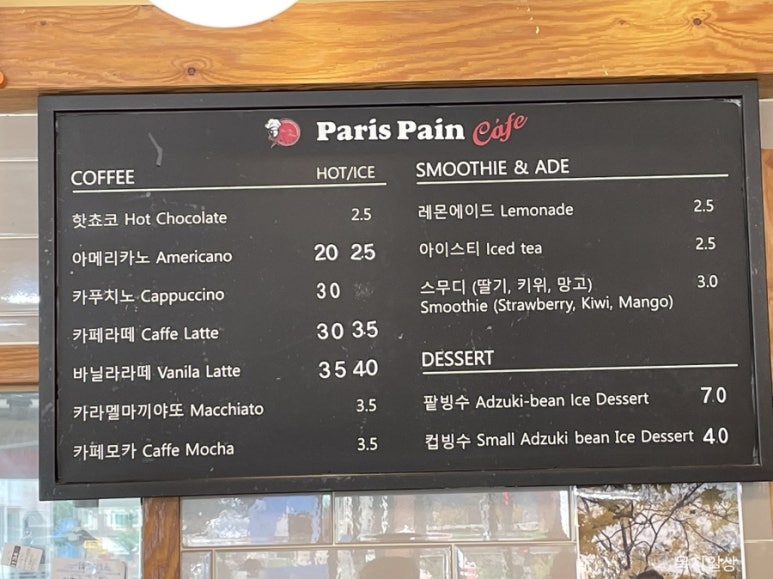 Paris Pain Cafe
COFFEE HOT/ICE
핫쵸코 Hot Chocolate 2.5
아메리카노 Americano 20 25
카푸치노 Cappuccino 30
카페라떼 Caffe Latte 30 35
바닐라라떼 Vanila Latte 35 40
카라멜마끼야또 Macchiato 3.5
카페모카 Caffe Mocha 3.5
SMOOTHIE & ADE
레몬에이드 Lemonade 2.5
아이스티 Iced tea 2.5
스무디 (딸기, 키위, 망고) 3.0
Smoothie (Strawberry, Kiwi, Mango)
DESSERT
팥빙수 Adzuki-bean Ice Dessert 7.0
컵빙수 Small Adzuki bean Ice Dessert 4.0